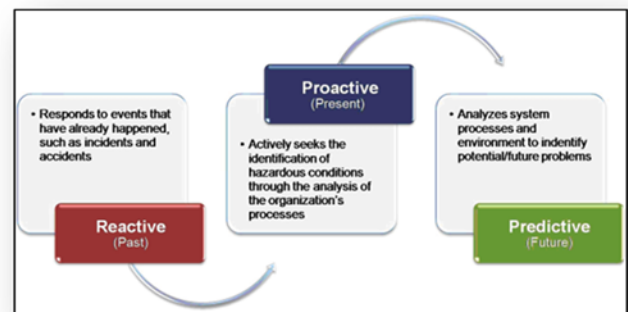 • Responds to events that
have already happened,
such as incidents and
accidents
Reactive
(Past)
Proactive
(Present)
• Actively seeks the
identification of
hazardous conditions
through the analysis of
the organization's
processes
• Analyzes system
processes and
environment to indentify
potential/future problems
Predictive
(Future)